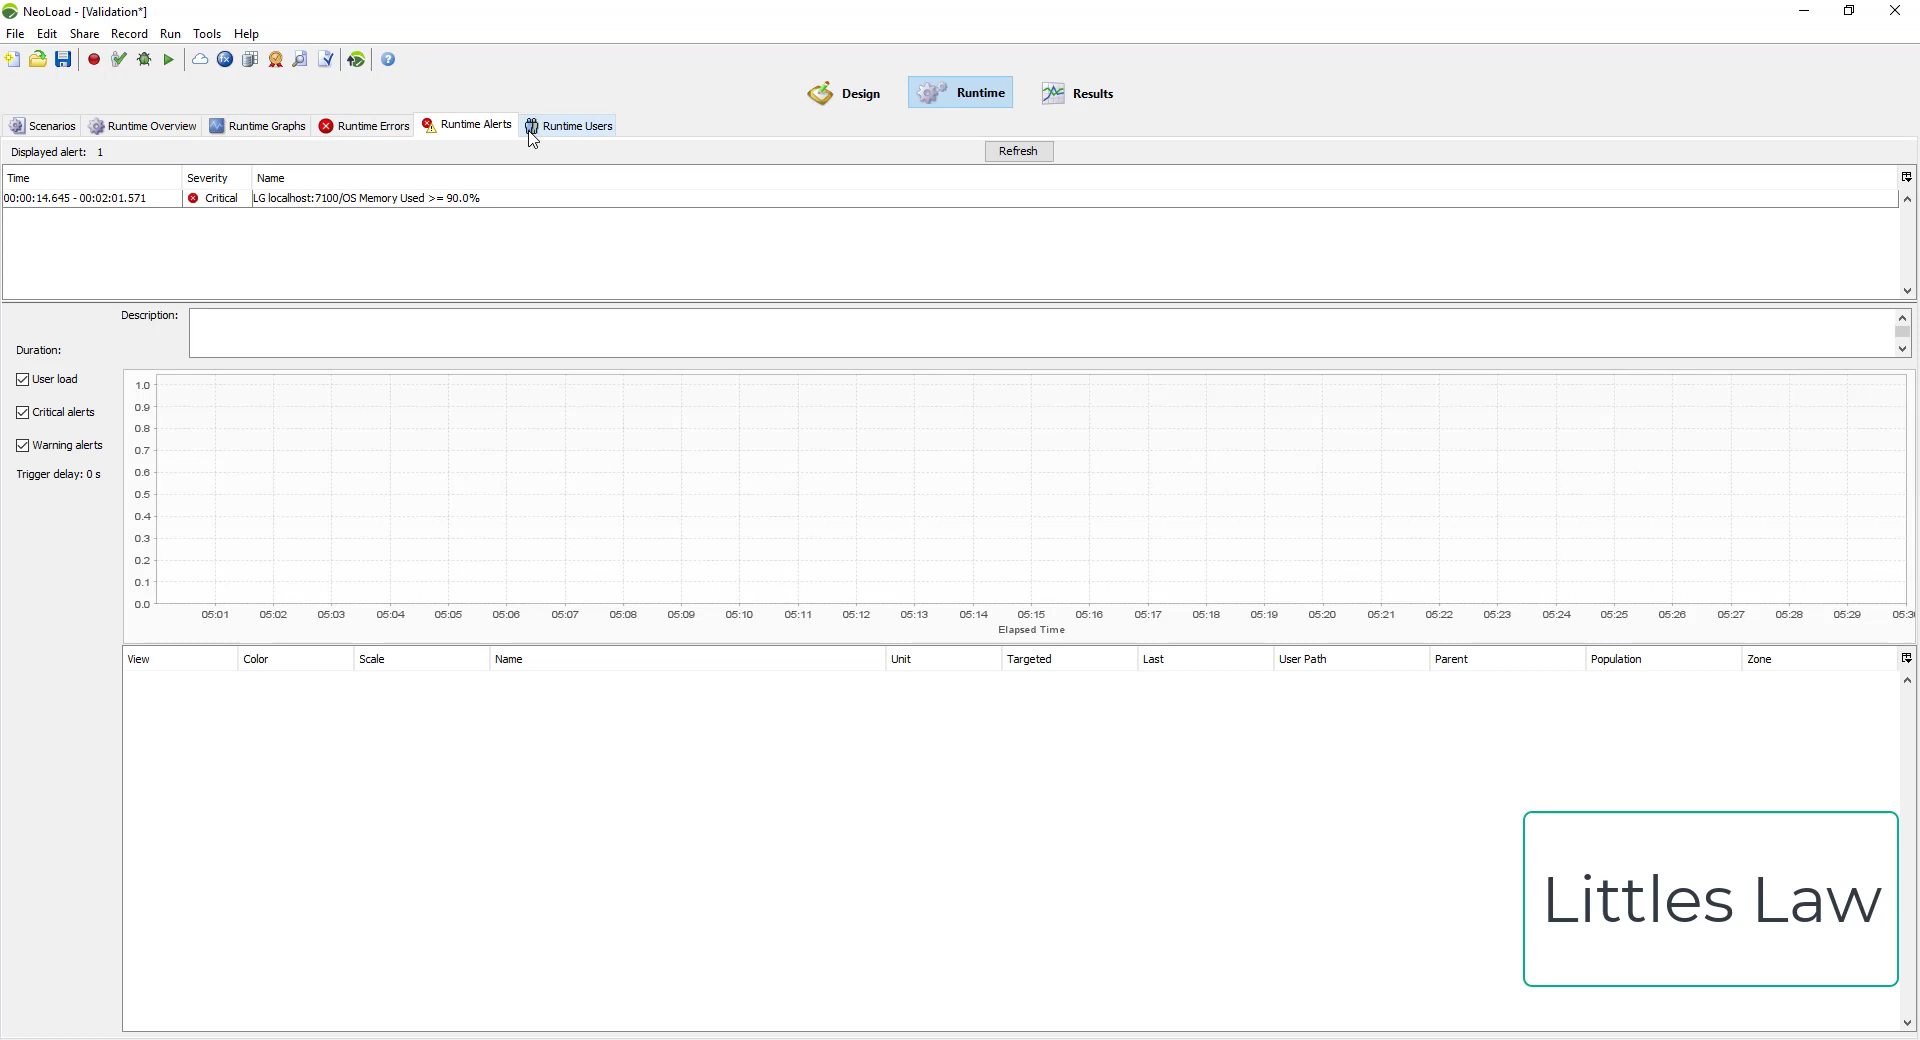 NeoLoad - [Validation*]
File Edit Share Record Run Tools Help
Design Runtime Results
Scenarios Runtime Overview Runtime Graphs Runtime Errors Runtime Alerts Runtime Users
Displayed alert: 1 Refresh
Time Severity Name
00:00:14.645 - 00:02:01.571 Critical LG localhost:7100/OS Memory Used >= 90.0%
Description:
Duration:
User load
Critical alerts
Warning alerts
Trigger delay: 0 s
1.0
0.9
0.8
0.7
0.6
0.5
0.4
0.3
0.2
0.1
0.0
05:01 05:02 05:03 05:04 05:05 05:06 05:07 05:08 05:09 05:10 05:11 05:12 05:13 05:14 05:15 05:16 05:17 05:18 05:19 05:20 05:21 05:22 05:23 05:24 05:25 05:26 05:27 05:28 05:29
Elapsed Time
View Color Scale Name Unit Targeted Last User Path Parent Population Zone
Littles Law